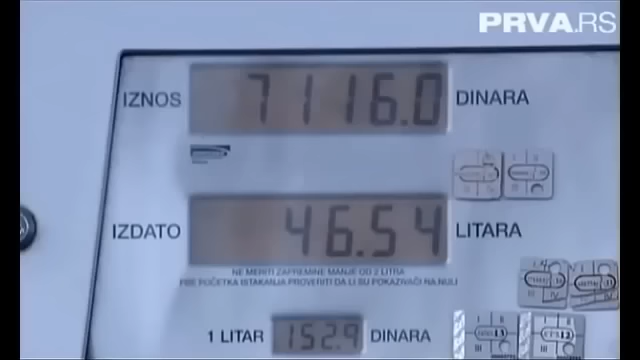 PRVA.RS
IZNOS 7116.0 DINARA
IZDATO 46.54 LITARA
NE MERITI ZAPREMINE MANJE OD 2 LITRA
PRE POČETKA ISTAKANJA PROVERITI DA LI SU POKAZIVAČI NA NULI
1 LITAR 152.9 DINARA